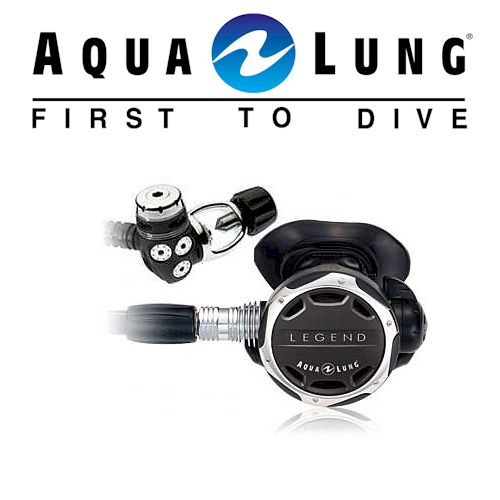 AQUA LUNG®
FIRST TO DIVE
LEGEND
AQUA LUNG